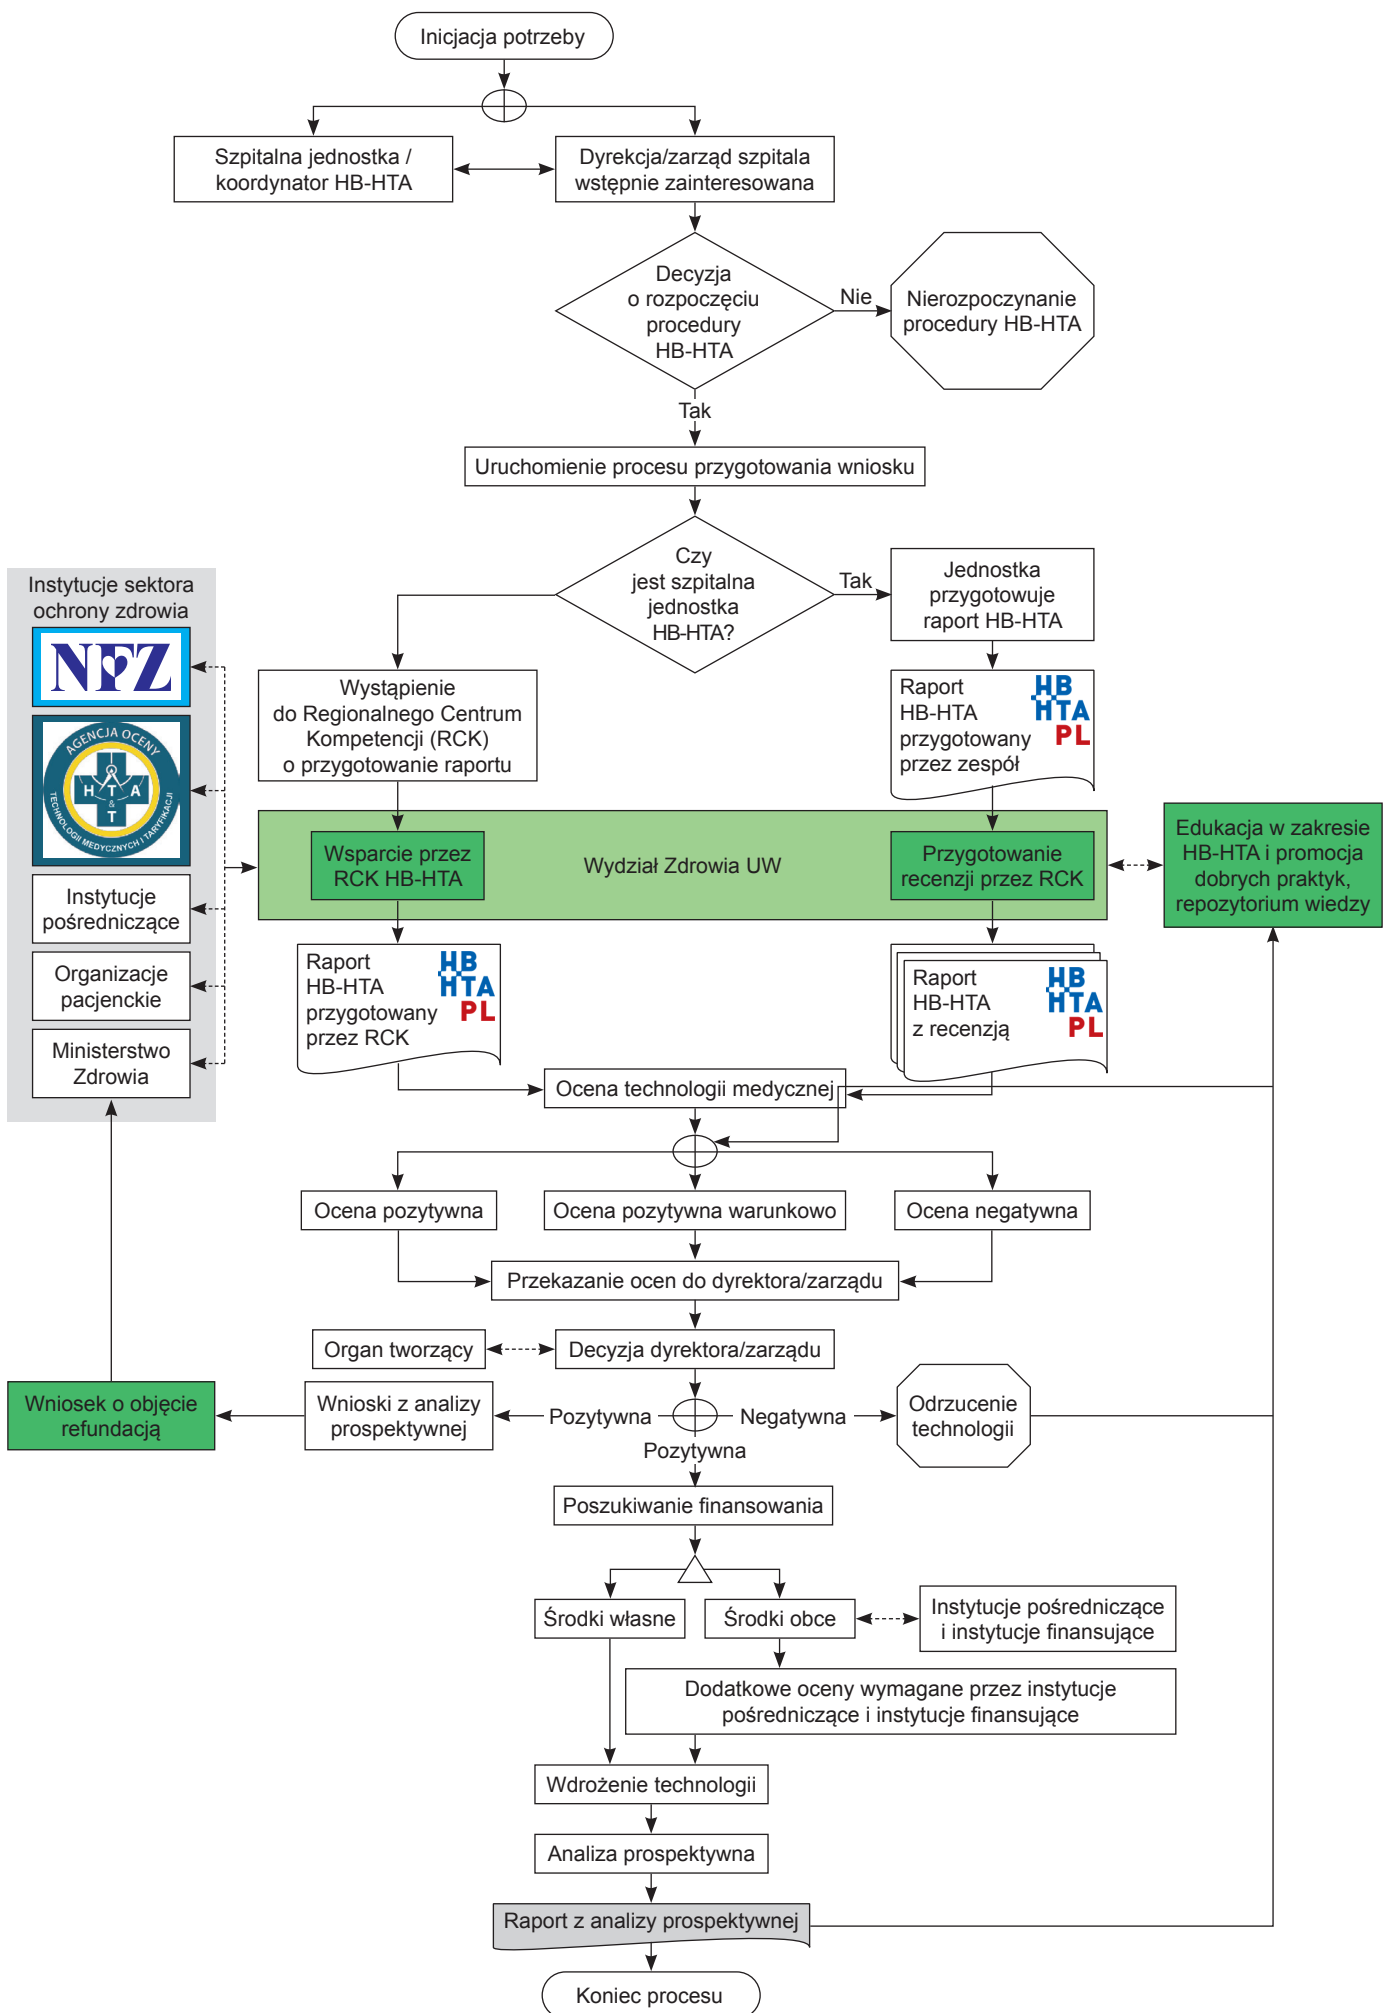 Inicjacja potrzeby
Szpitalna jednostka /
koordynator HB-HTA
Dyrekcja/zarząd szpitala
wstępnie zainteresowana
Decyzja
o rozpoczęciu
procedury
HB-HTA
Nie
Nierozpoczynanie
procedury HB-HTA
Tak
Uruchomienie procesu przygotowania wniosku
Czy
jest szpitalna
jednostka
HB-HTA?
Tak
Jednostka
przygotowuje
raport HB-HTA
Instytucje sektora
ochrony zdrowia
NFZ
AGENCJA OCENY
TECHNOLOGII MEDYCZNYCH I TARYFIKACJI
H T A
&
T
Instytucje
pośredniczące
Organizacje
pacjenckie
Ministerstwo
Zdrowia
Wystąpienie
do Regionalnego Centrum
Kompetencji (RCK)
o przygotowanie raportu
Raport
HB-HTA
przygotowany
przez zespół
HB
HTA
PL
Wsparcie przez
RCK HB-HTA
Wydział Zdrowia UW
Przygotowanie
recenzji przez RCK
Edukacja w zakresie
HB-HTA i promocja
dobrych praktyk,
repozytorium wiedzy
Raport
HB-HTA
przygotowany
przez RCK
HB
HTA
PL
Raport
HB-HTA
z recenzją
HB
HTA
PL
Ocena technologii medycznej
Ocena pozytywna
Ocena pozytywna warunkowo
Ocena negatywna
Przekazanie ocen do dyrektora/zarządu
Organ tworzący
Decyzja dyrektora/zarządu
Wniosek o objęcie
refundacją
Wnioski z analizy
prospektywnej
Pozytywna
Negatywna
Odrzucenie
technologii
Pozytywna
Poszukiwanie finansowania
Środki własne
Środki obce
Instytucje pośredniczące
i instytucje finansujące
Dodatkowe oceny wymagane przez instytucje
pośredniczące i instytucje finansujące
Wdrożenie technologii
Analiza prospektywna
Raport z analizy prospektywnej
Koniec procesu